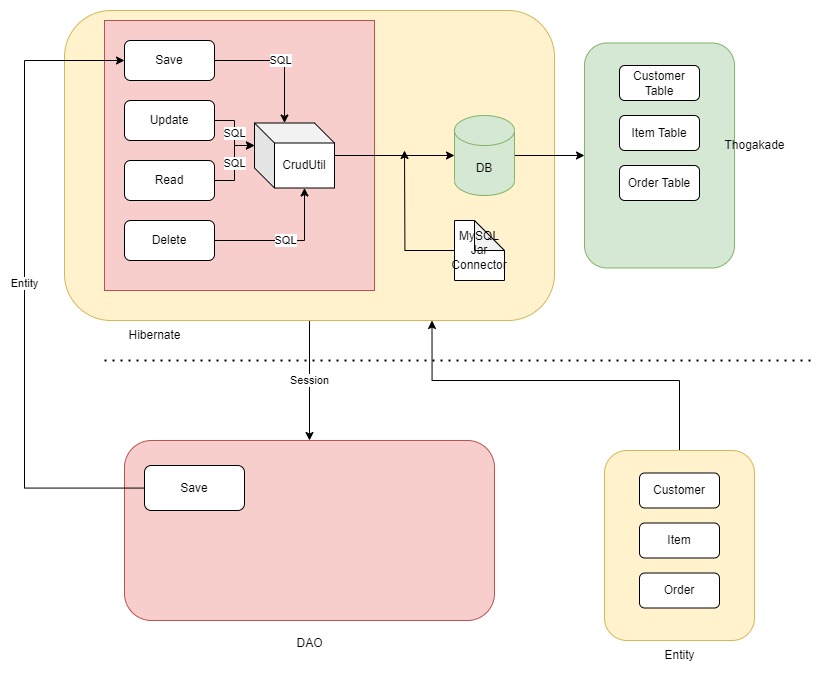 Save
SQL
Update
SQL
CrudUtil
SQL
Read
Delete
SQL
DB
MySQL
Jar
Connector
Customer
Table
Item Table
Order Table
Thogakade
Entity
Hibernate
Session
Save
DAO
Customer
Item
Order
Entity